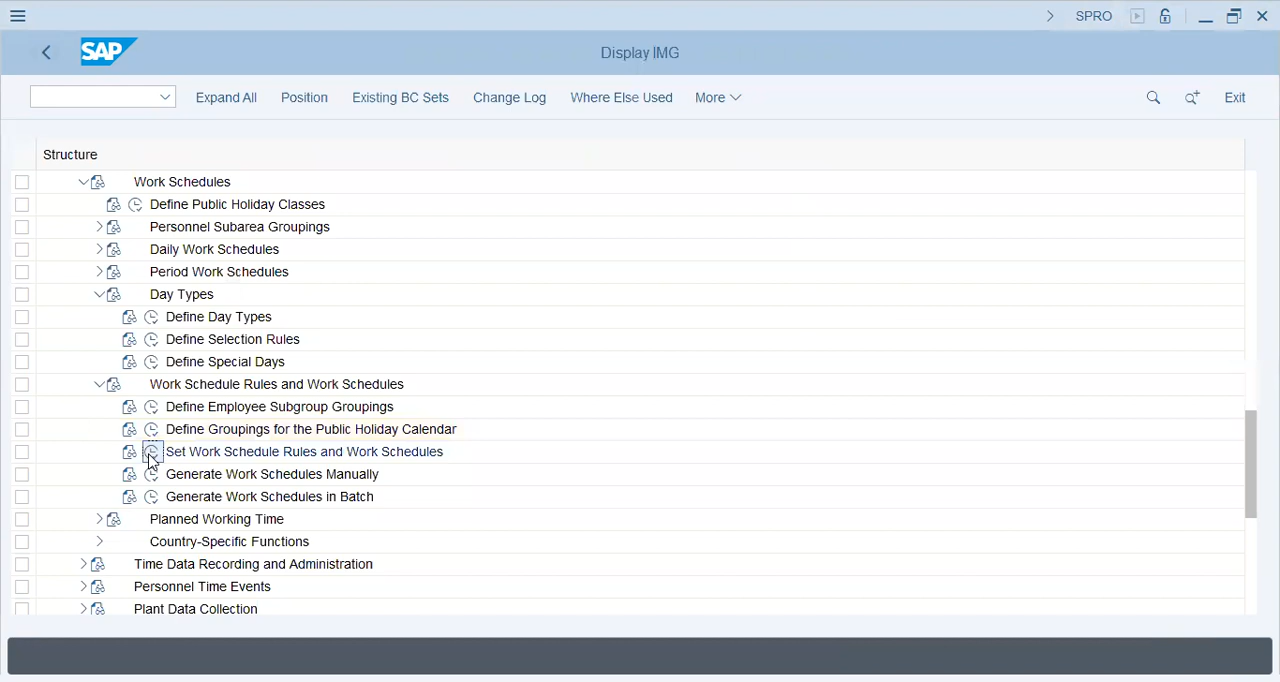 SPRO
SAP
Display IMG
Expand All
Position
Existing BC Sets
Change Log
Where Else Used
More
Exit
Structure
Work Schedules
Define Public Holiday Classes
Personnel Subarea Groupings
Daily Work Schedules
Period Work Schedules
Day Types
Define Day Types
Define Selection Rules
Define Special Days
Work Schedule Rules and Work Schedules
Define Employee Subgroup Groupings
Define Groupings for the Public Holiday Calendar
Set Work Schedule Rules and Work Schedules
Generate Work Schedules Manually
Generate Work Schedules in Batch
Planned Working Time
Country-Specific Functions
Time Data Recording and Administration
Personnel Time Events
Plant Data Collection